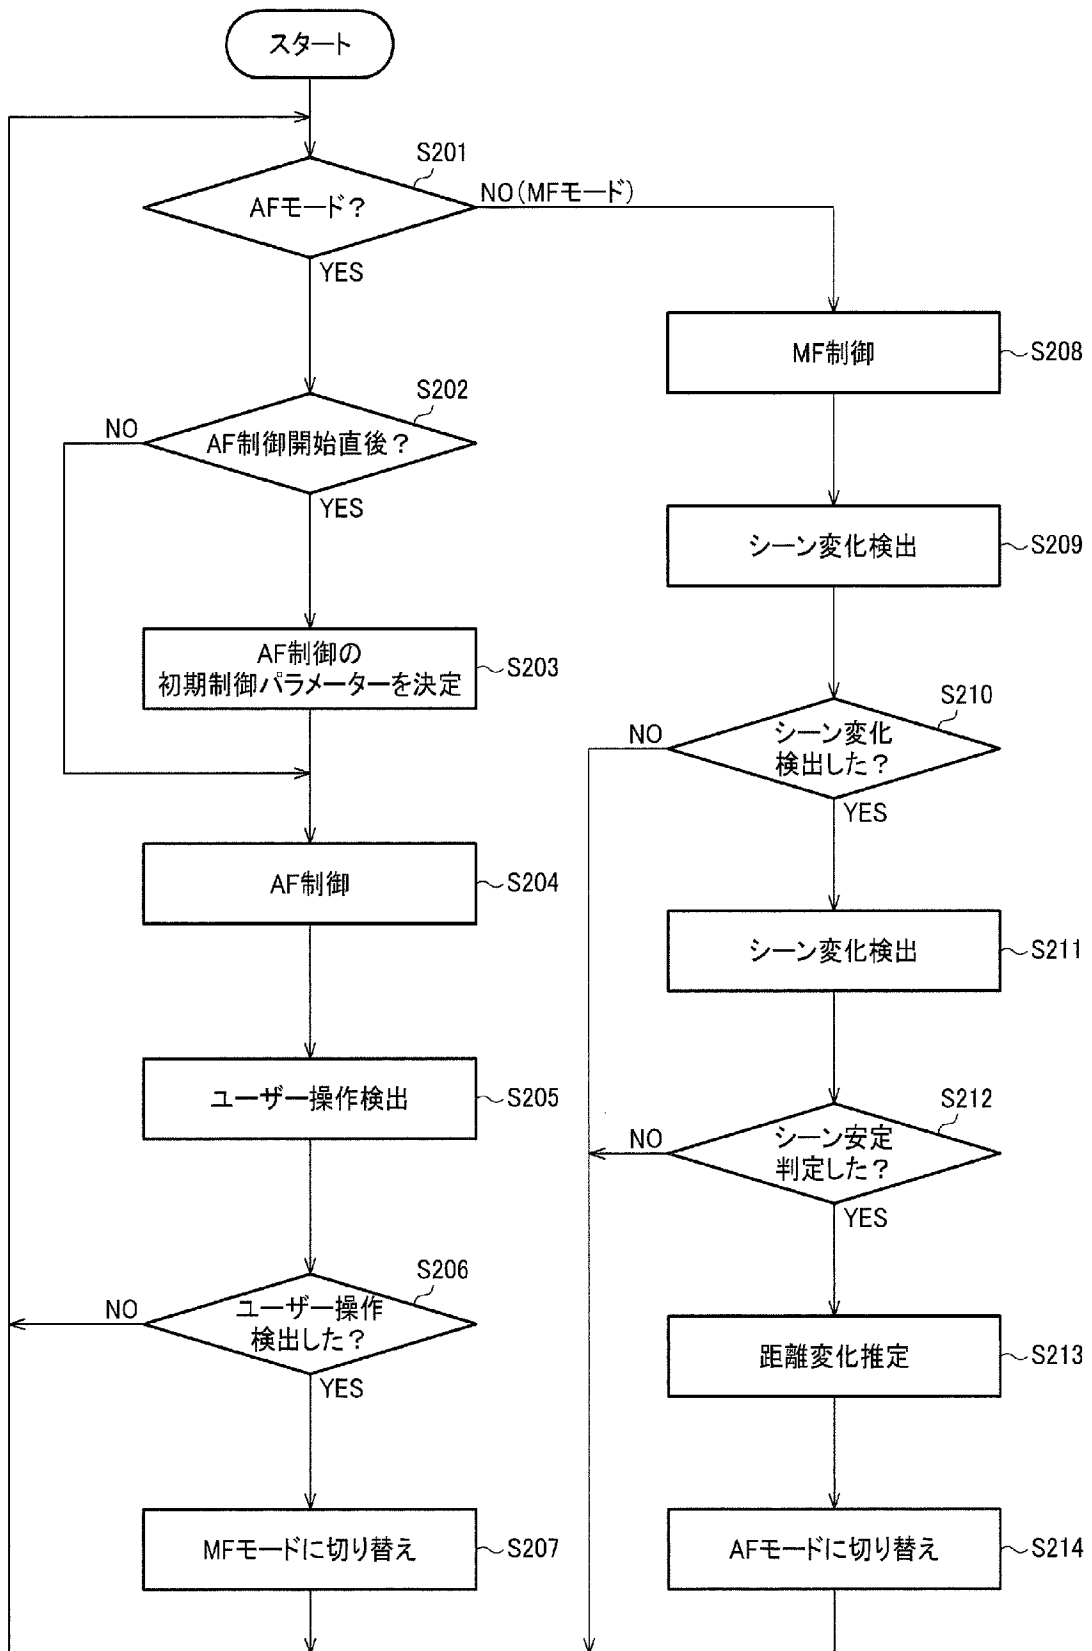 スタート
S201
AFモード？
NO(MFモード)
YES
S202
NO
AF制御開始直後？
YES
AF制御の
初期制御パラメーターを決定
S203
AF制御
S204
ユーザー操作検出
S205
S206
NO
ユーザー操作
検出した？
YES
MFモードに切り替え
S207
MF制御
S208
シーン変化検出
S209
S210
NO
シーン変化
検出した？
YES
シーン変化検出
S211
S212
NO
シーン安定
判定した？
YES
距離変化推定
S213
AFモードに切り替え
S214